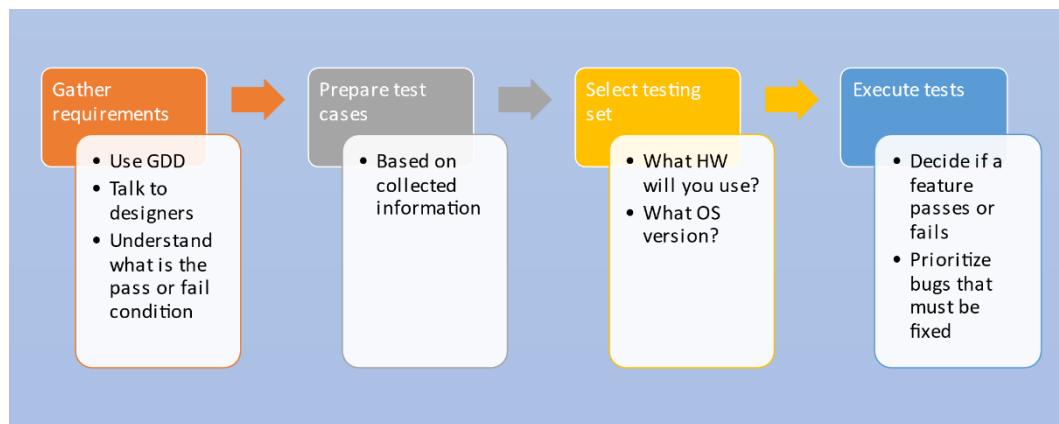 Gather
requirements
• Use GDD
• Talk to
designers
• Understand
what is the
pass or fail
condition
Prepare test
cases
• Based on
collected
information
Select testing
set
• What HW
will you use?
• What OS
version?
Execute tests
• Decide if a
feature
passes or
fails
• Prioritize
bugs that
must be
fixed